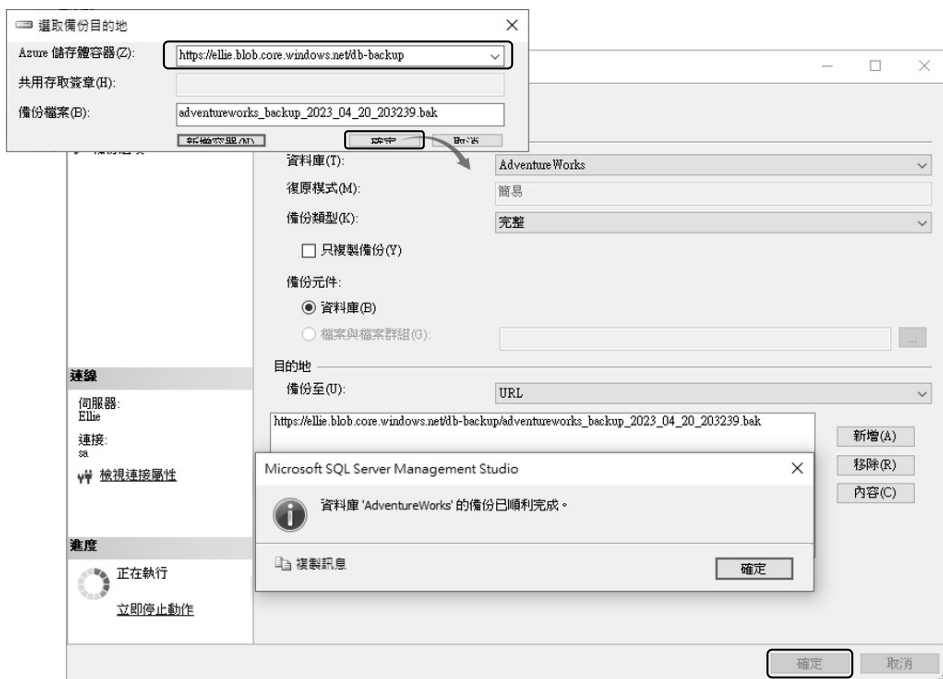 選取備份目的地
Azure 儲存體容器(Z):
https://ellie.blob.core.windows.net/db-backup
共用存取簽章(H):
備份檔案(B):
adventureworks_backup_2023_04_20_203239.bak
新增容器(N)
確定
取消
資料庫(T):
AdventureWorks
復原模式(M):
簡易
備份類型(K):
完整
只複製備份(Y)
備份元件:
資料庫(B)
檔案與檔案群組(G):
...
目的地
備份至(U):
URL
https://ellie.blob.core.windows.net/db-backup/adventureworks_backup_2023_04_20_203239.bak
新增(A)
移除(R)
內容(C)
連線
伺服器:
Ellie
連接:
sa
檢視連接屬性
進度
正在執行
立即停止動作
Microsoft SQL Server Management Studio
資料庫 'AdventureWorks' 的備份已順利完成。
複製訊息
確定
確定
取消